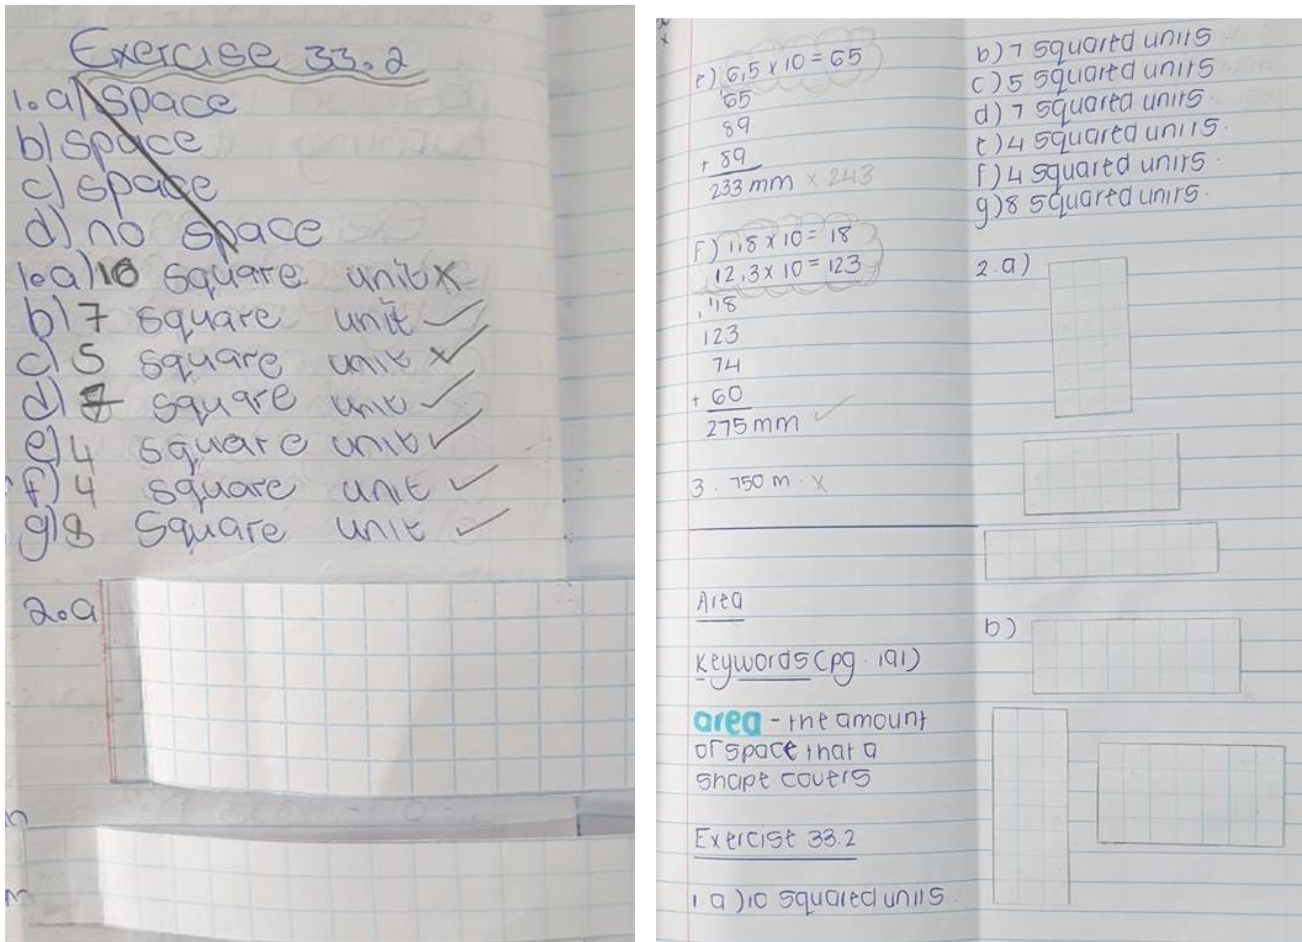 Exercise 33.2
1.a) space
b) space
c) space
d) no space
1.a) 10 square unit x
b) 7 square unit ✓
c) 5 square unit x ✓
d) 7 square unit ✓
e) 4 square unit ✓
f) 4 square unit ✓
g) 8 square unit ✓
2.a
e) 6,5 x 10 = 65
65
89
+ 89
233 mm x 243
f) 1,8 x 10 = 18
12,3 x 10 = 123
18
123
74
+ 60
275 mm ✓
3. 750 m. x
Area
Keywords (pg. 191)
area - the amount
of space that a
shape covers
Exercise 33.2
1 a) 10 squared units.
b) 7 squared units
c) 5 squared units
d) 7 squared units.
e) 4 squared units.
f) 4 squared units.
g) 8 squared units.
2.a)
b)